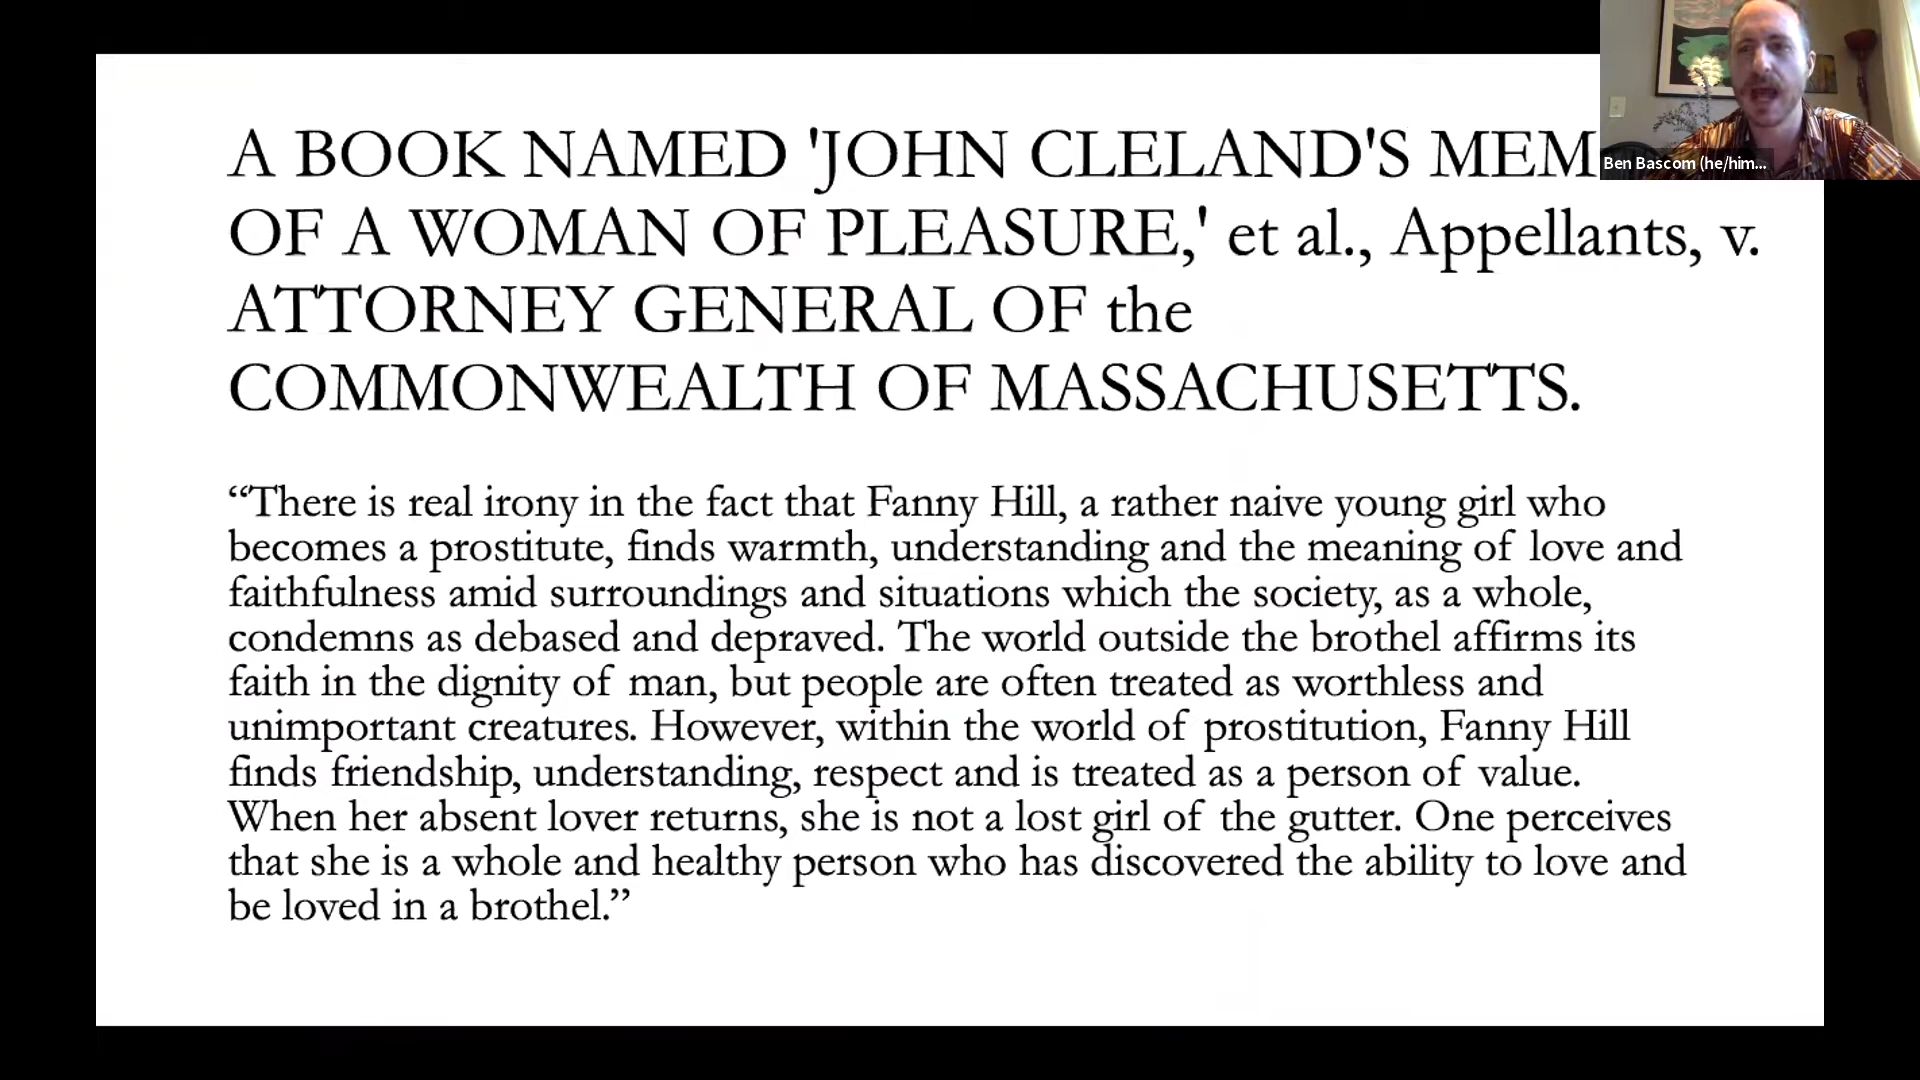 A BOOK NAMED 'JOHN CLELAND'S MEM
OF A WOMAN OF PLEASURE,' et al., Appellants, v.
ATTORNEY GENERAL OF the
COMMONWEALTH OF MASSACHUSETTS.
“There is real irony in the fact that Fanny Hill, a rather naive young girl who
becomes a prostitute, finds warmth, understanding and the meaning of love and
faithfulness amid surroundings and situations which the society, as a whole,
condemns as debased and depraved. The world outside the brothel affirms its
faith in the dignity of man, but people are often treated as worthless and
unimportant creatures. However, within the world of prostitution, Fanny Hill
finds friendship, understanding, respect and is treated as a person of value.
When her absent lover returns, she is not a lost girl of the gutter. One perceives
that she is a whole and healthy person who has discovered the ability to love and
be loved in a brothel.”
Ben Bascom (he/him...